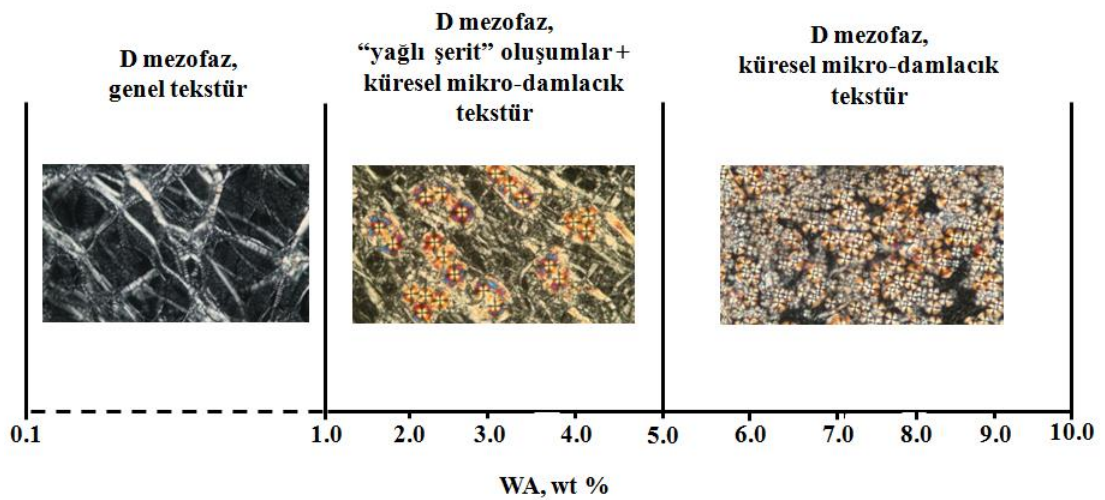 D mezofaz,
genel tekstür
D mezofaz,
“yağlı şerit” oluşumlar +
küresel mikro-damlacık
tekstür
D mezofaz,
küresel mikro-damlacık
tekstür
0.1 1.0 2.0 3.0 4.0 5.0 6.0 7.0 8.0 9.0 10.0
WA, wt %